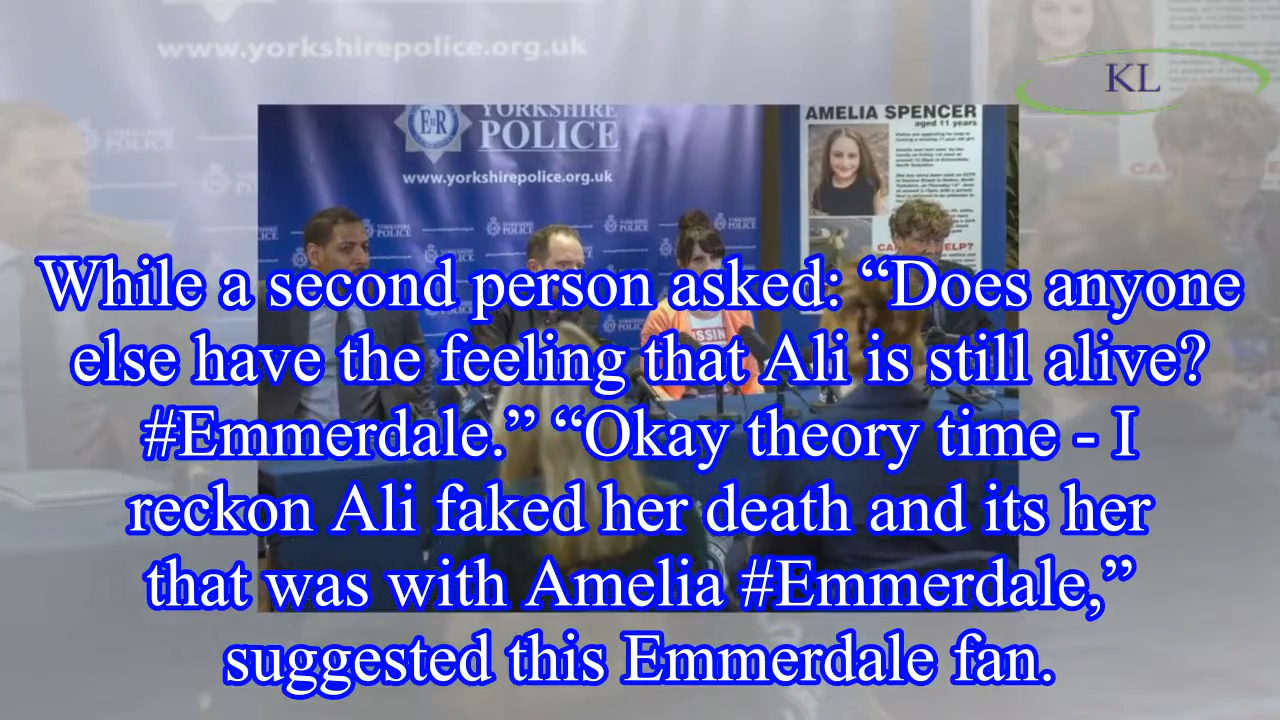 www.yorkshirepolice.org.uk
KL
YORKSHIRE
POLICE
E R
www.yorkshirepolice.org.uk
AMELIA SPENCER
aged 11 years
While a second person asked: “Does anyone
else have the feeling that Ali is still alive?
#Emmerdale.” “Okay theory time - I
reckon Ali faked her death and its her
that was with Amelia #Emmerdale,”
suggested this Emmerdale fan.